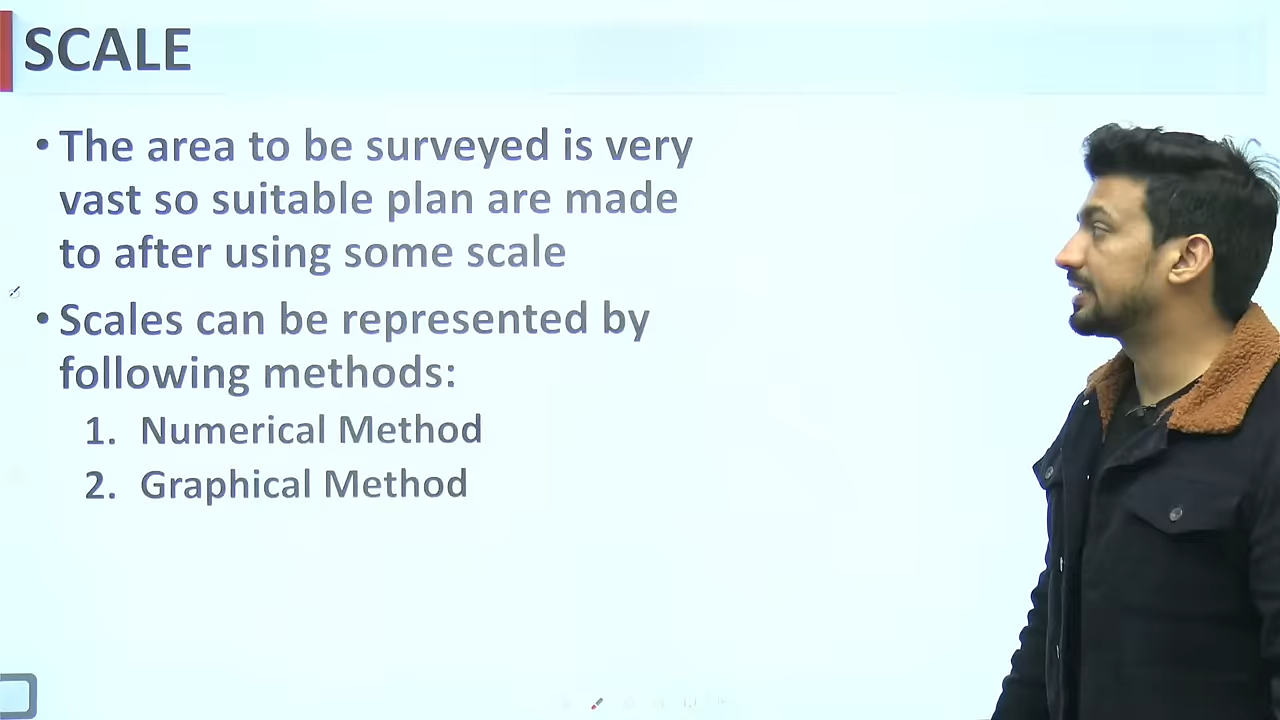 SCALE
• The area to be surveyed is very
vast so suitable plan are made
to after using some scale
• Scales can be represented by
following methods:
1. Numerical Method
2. Graphical Method